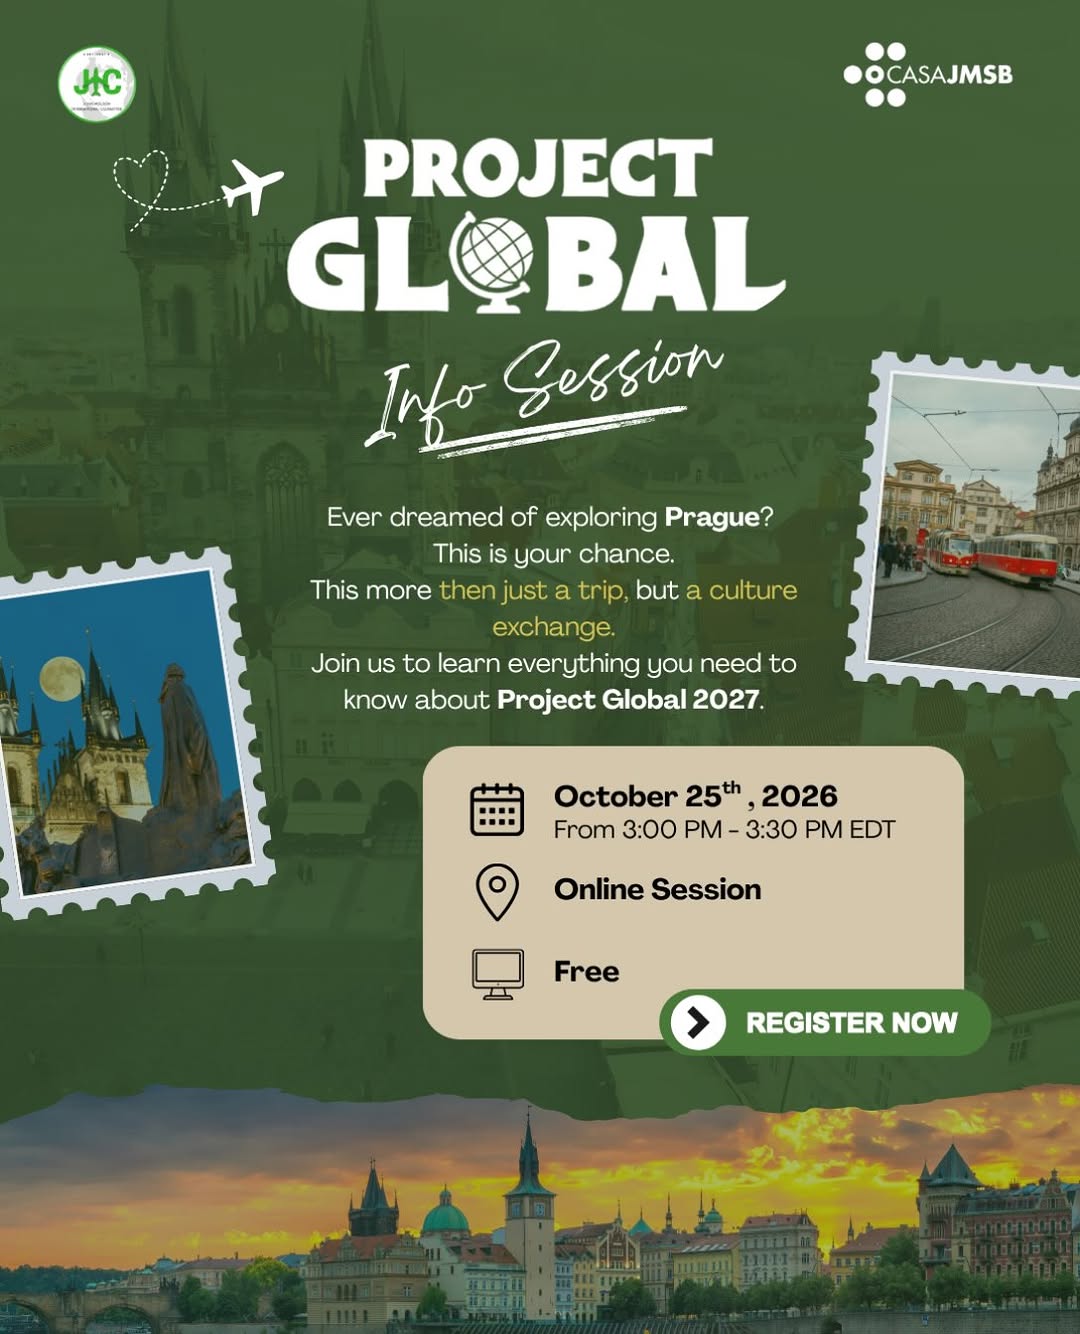 JIC
CASAJMSB
PROJECT
GLOBAL
Info Session
Ever dreamed of exploring Prague?
This is your chance.
This more then just a trip, but a culture
exchange.
Join us to learn everything you need to
know about Project Global 2027.
October 25th , 2026
From 3:00 PM - 3:30 PM EDT
Online Session
Free
REGISTER NOW